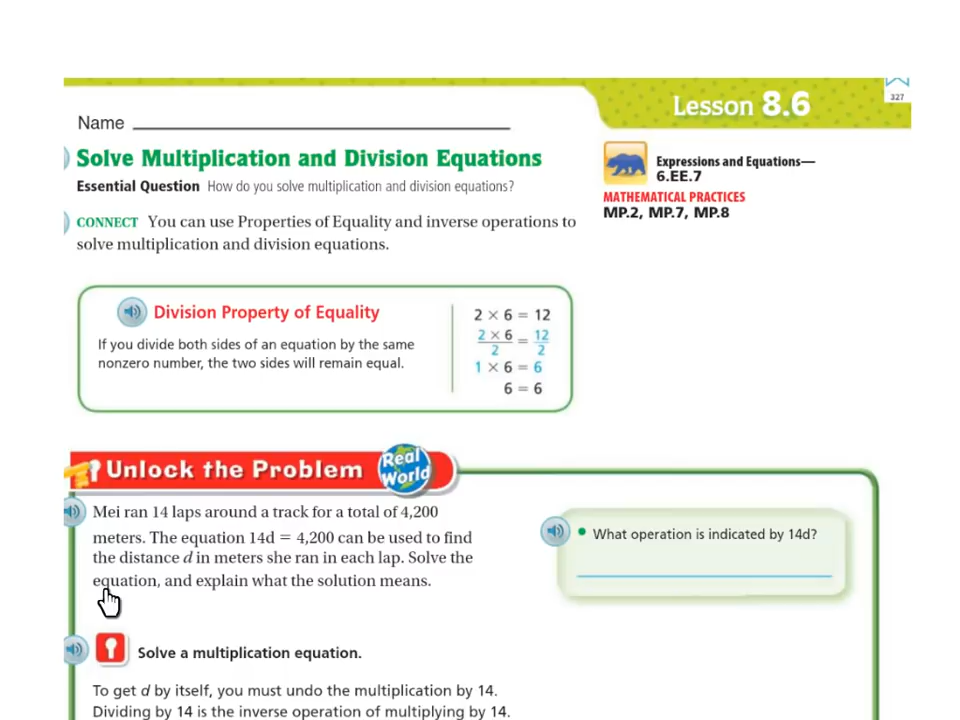 Lesson 8.6
327
Name
Solve Multiplication and Division Equations
Essential Question How do you solve multiplication and division equations?
CONNECT You can use Properties of Equality and inverse operations to
solve multiplication and division equations.
Expressions and Equations—
6.EE.7
MATHEMATICAL PRACTICES
MP.2, MP.7, MP.8
Division Property of Equality
If you divide both sides of an equation by the same
nonzero number, the two sides will remain equal.
2 × 6 = 12
2 × 6 / 2 = 12 / 2
1 × 6 = 6
6 = 6
Unlock the Problem
Real World
Mei ran 14 laps around a track for a total of 4,200
meters. The equation 14d = 4,200 can be used to find
the distance d in meters she ran in each lap. Solve the
equation, and explain what the solution means.
• What operation is indicated by 14d?
Solve a multiplication equation.
To get d by itself, you must undo the multiplication by 14.
Dividing by 14 is the inverse operation of multiplying by 14.